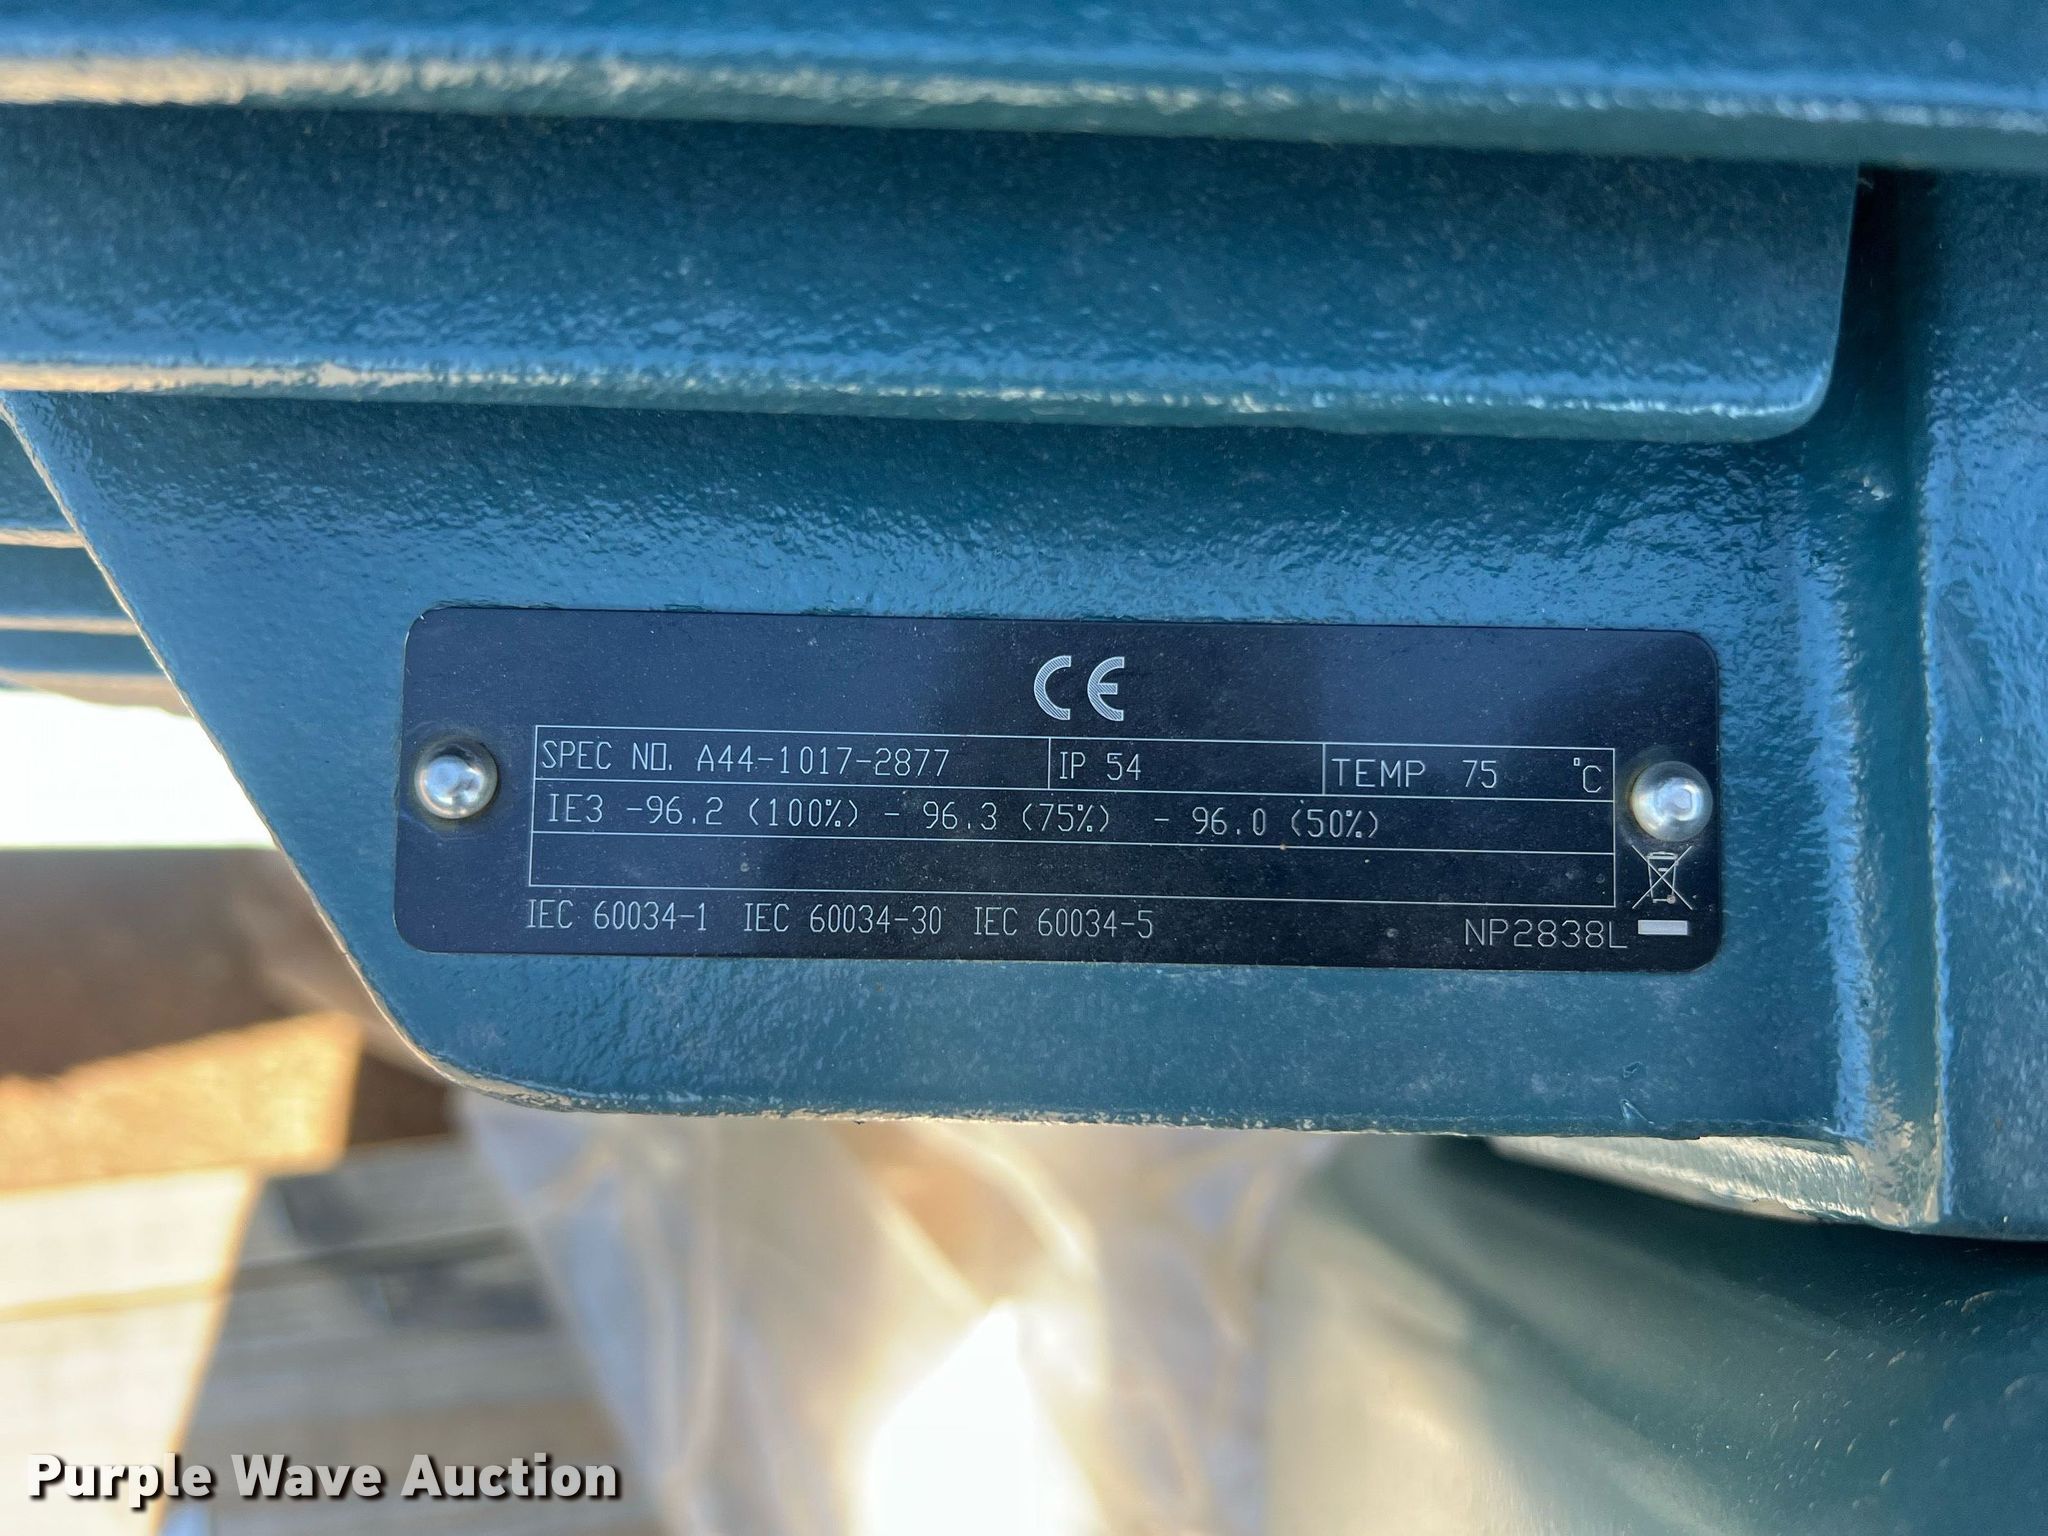 CE
SPEC NO. A44-1017-2877 IP 54 TEMP 75 °C
IE3 -96.2 (100%) - 96.3 (75%) - 96.0 (50%)
IEC 60034-1 IEC 60034-30 IEC 60034-5 NP2838L
Purple Wave Auction